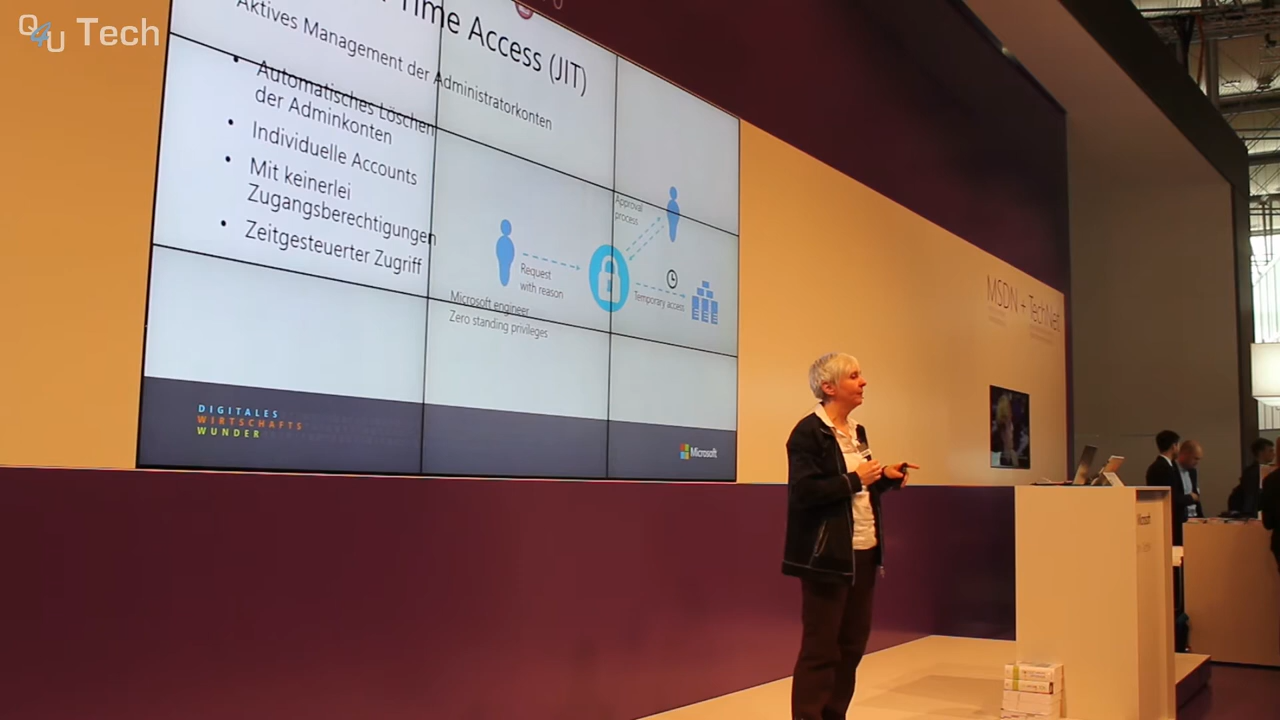 Q4U Tech
Time Access (JIT)
Aktives Management der Administratorkonten
• Automatisches Löschen
der Adminkonten
• Individuelle Accounts
• Mit keinerlei
Zugangsberechtigungen
• Zeitgesteuerter Zugriff
Approval
process
Request
with reason
Temporary access
Microsoft engineer
Zero standing privileges
DIGITALES
WIRTSCHAFTS
WUNDER
Microsoft
MSDN + TechNet
Microsoft